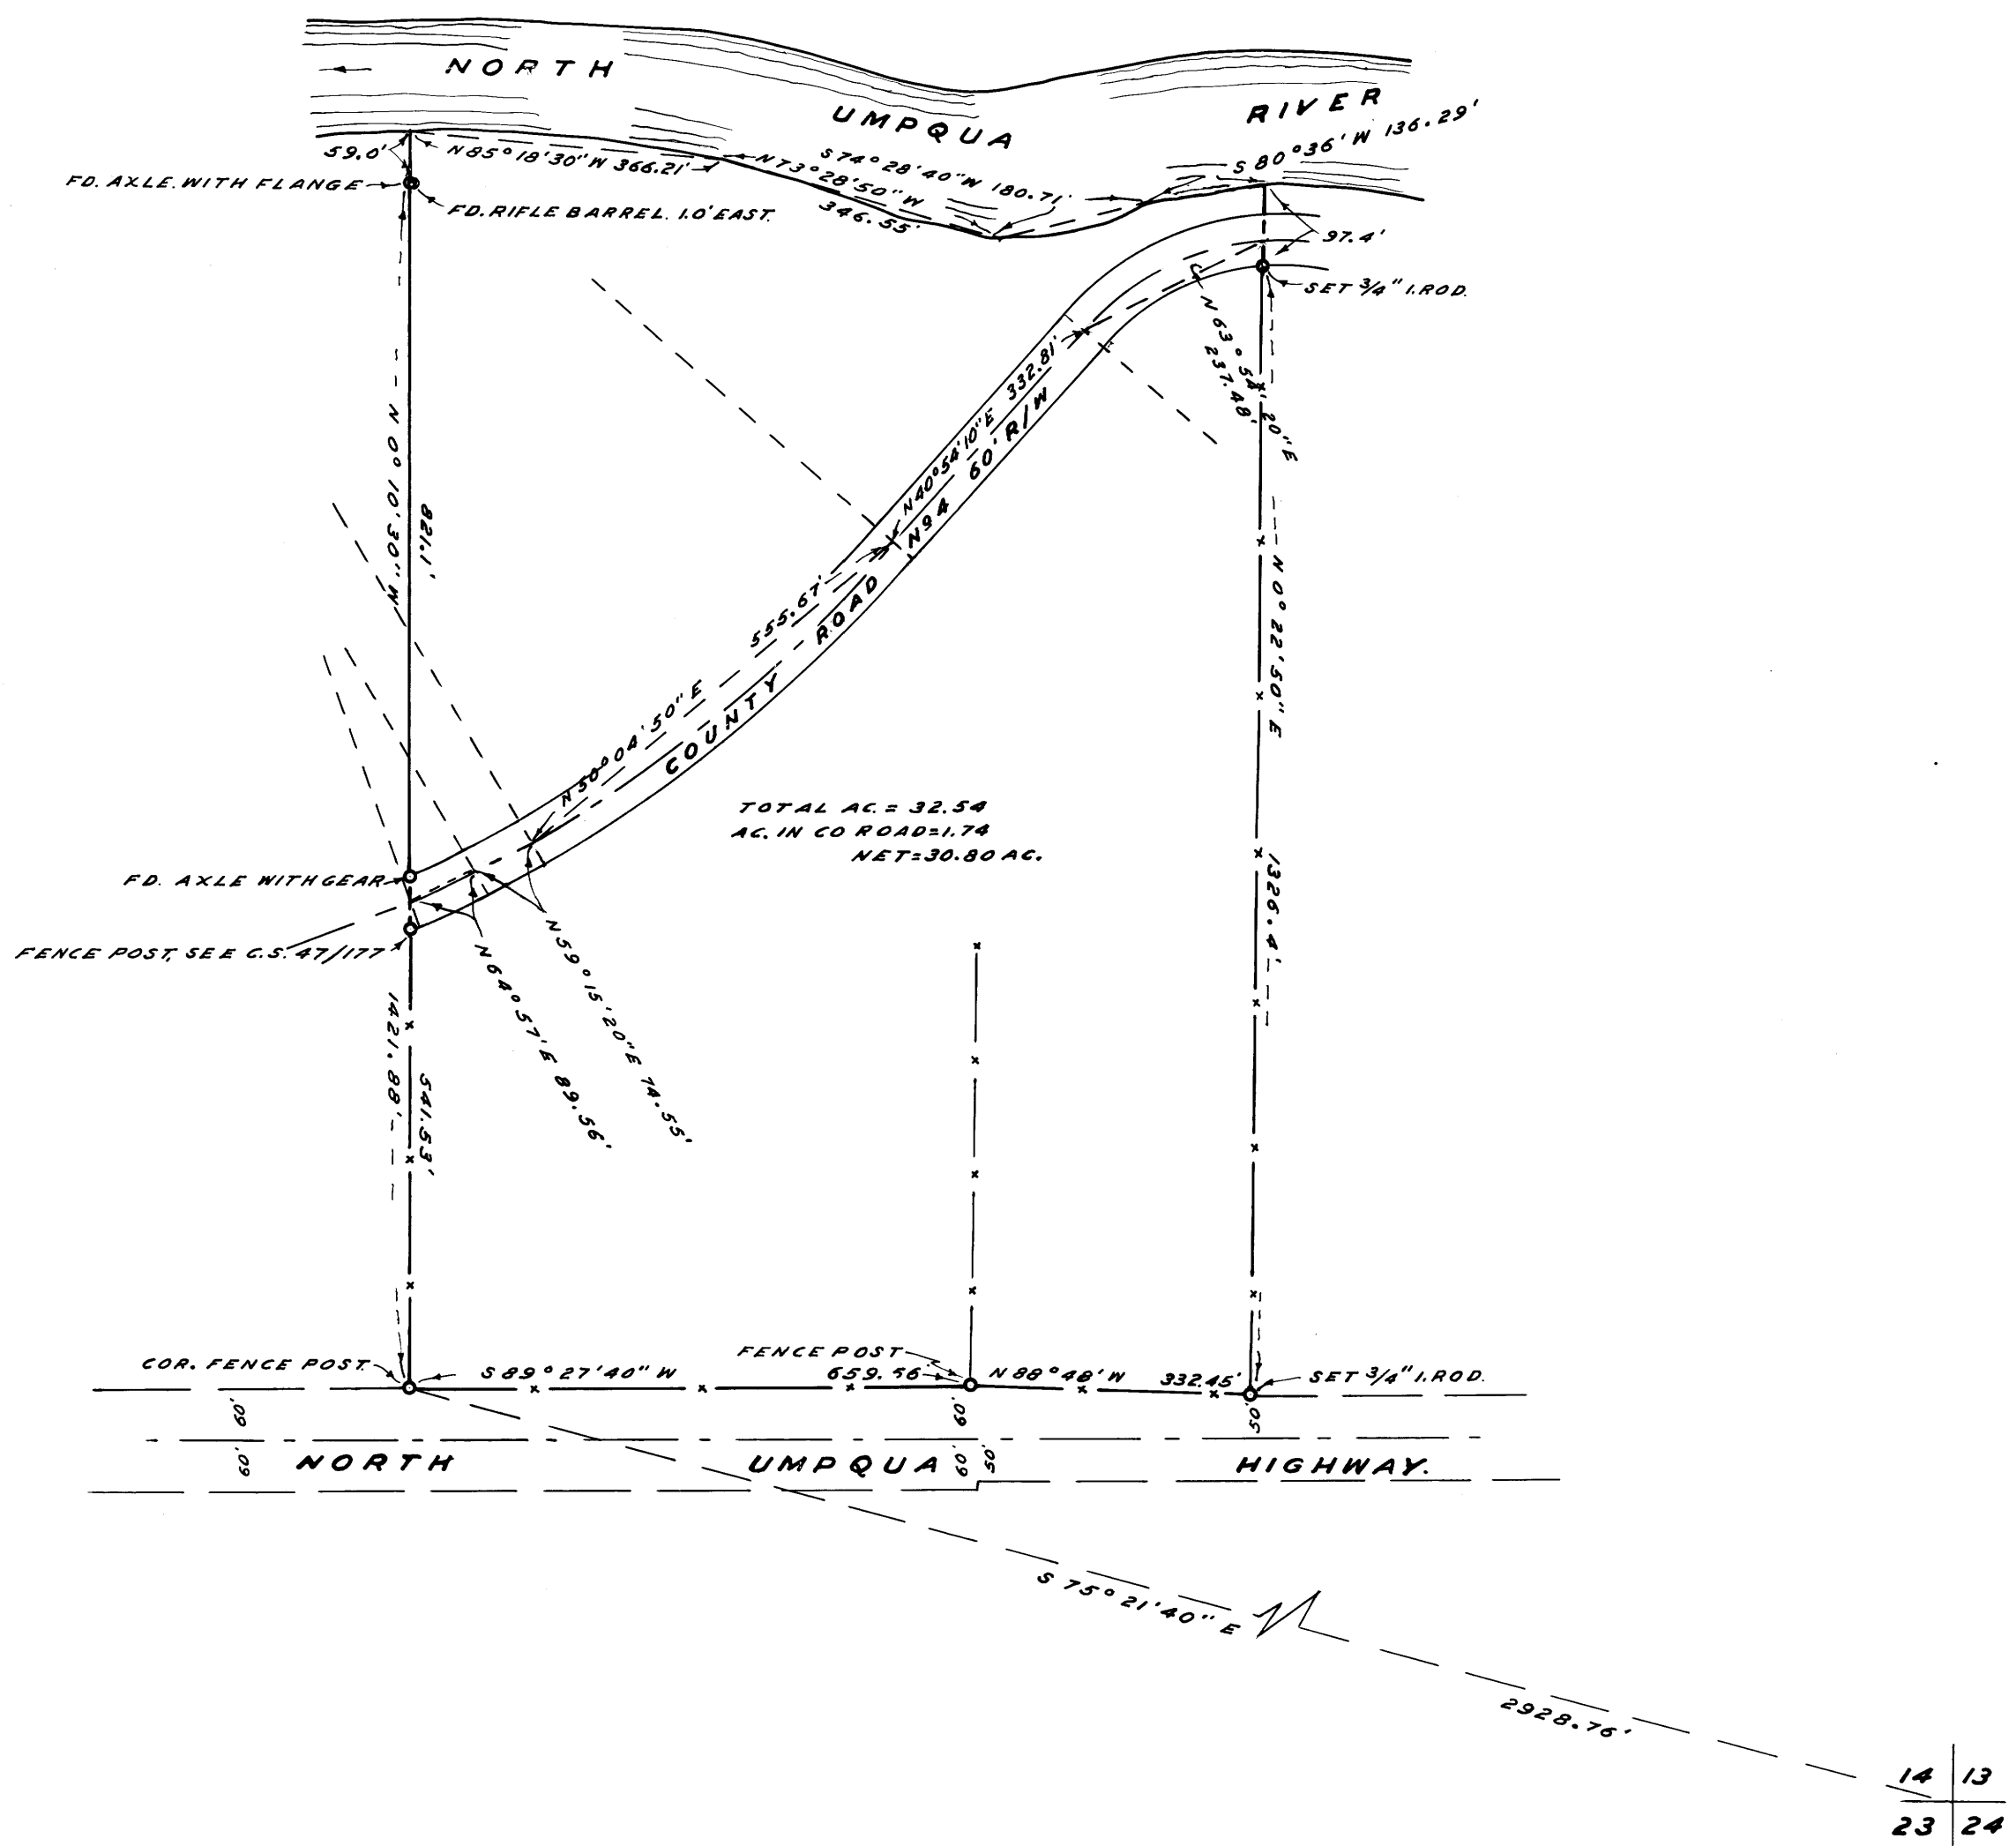 NORTH
UMPQUA
RIVER
S 80° 36' W 136.29'
59.0'
N 85° 18' 30" W 366.21'
N 73° 28' 50" W
346.55'
S 74° 28' 40" W 180.71'
FD. AXLE. WITH FLANGE
FD. RIFLE BARREL. 1.0' EAST.
97.4'
SET 3/4" I. ROD.
N 63° 54' 20" E
237.48'
N 40° 54' 10" E 332.81'
N 0° 10' 30" W
821.1'
555.67'
COUNTY ROAD Nº 4 60' R/W
N 0° 22' 50" E
N 50° 04' 50" E
TOTAL AC. = 32.54
AC. IN CO ROAD=1.74
NET=30.80 AC.
1326.4'
FD. AXLE WITH GEAR
FENCE POST, SEE C.S. 47/177
N 59° 15' 20" E 74.55'
N 64° 57' E 89.56'
1421.88'
541.53'
COR. FENCE POST.
S 89° 27' 40" W
FENCE POST
659.56'
N 88° 48' W
332.45'
SET 3/4" I. ROD.
60'
60'
50'
60'
60'
50'
NORTH UMPQUA HIGHWAY.
S 75° 21' 40" E
2928.76'
14 13
23 24